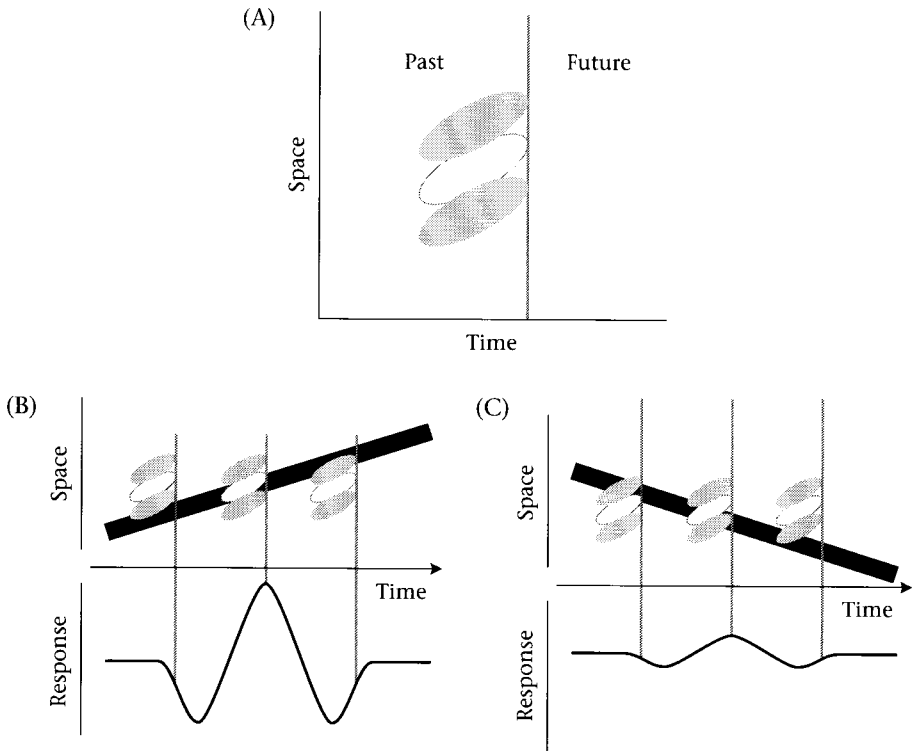 (A)
Past
Future
Space
Time
(B)
Space
Time
Response
(C)
Space
Time
Response